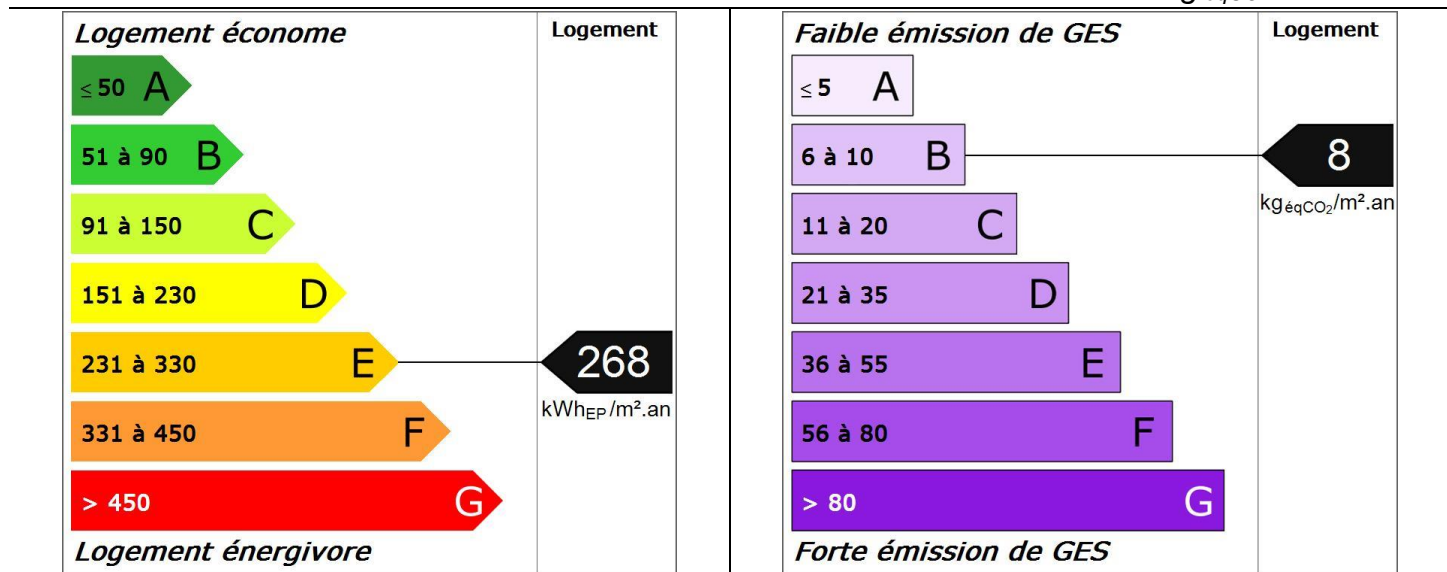 Logement économe
Logement
≤ 50 A
51 à 90 B
91 à 150 C
151 à 230 D
231 à 330 E
268
kWhEP/m².an
331 à 450 F
> 450 G
Logement énergivore
Faible émission de GES
Logement
≤ 5 A
6 à 10 B
8
kgéqCO2/m².an
11 à 20 C
21 à 35 D
36 à 55 E
56 à 80 F
> 80 G
Forte émission de GES